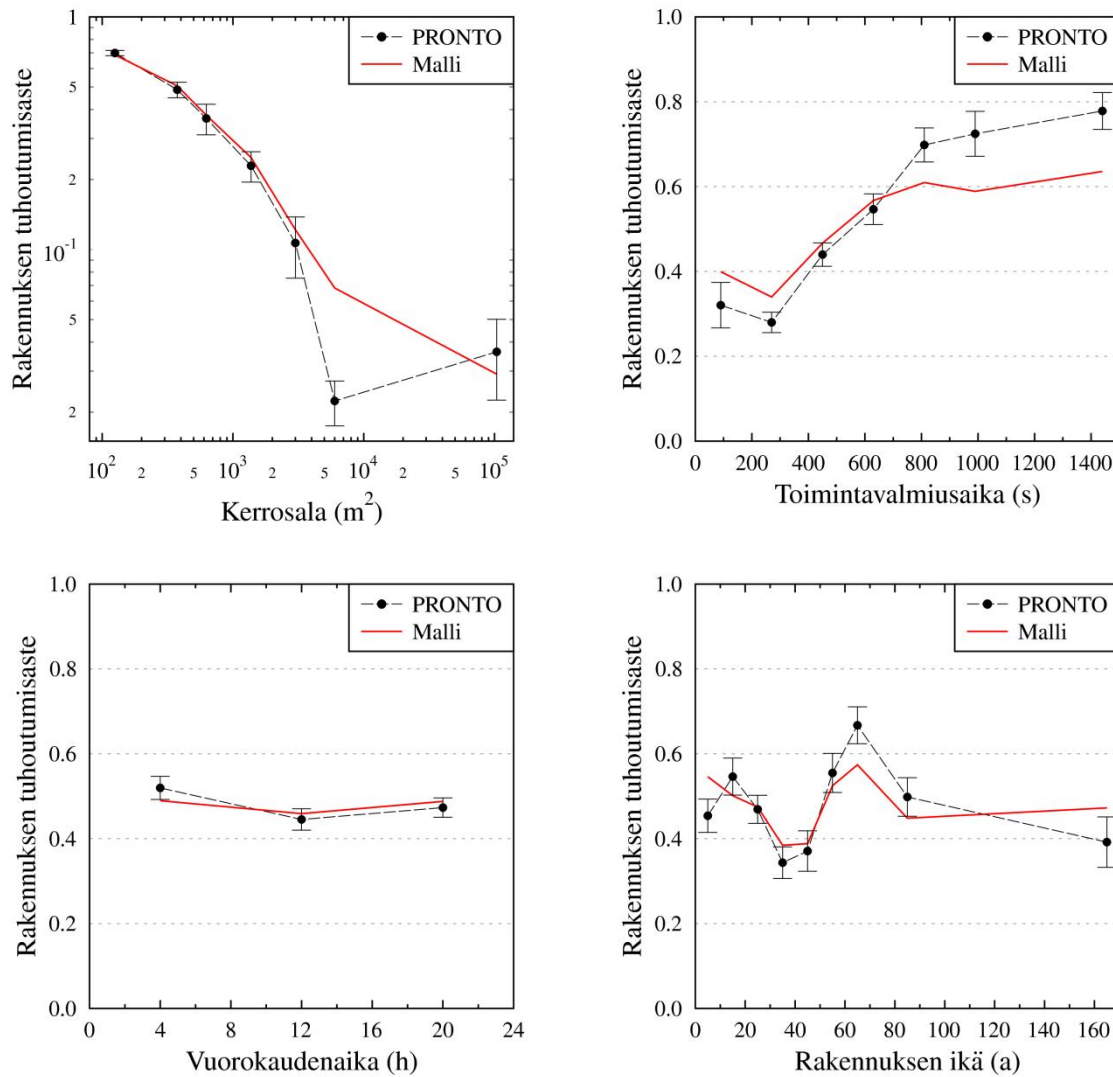 1
5
2
10⁻¹
5
2
Rakennuksen tuhoutumisaste
PRONTO
Malli
10² 2 5 10³ 2 5 10⁴ 2 5 10⁵
Kerrosala (m²)
1.0
0.8
0.6
0.4
0.2
0.0
Rakennuksen tuhoutumisaste
PRONTO
Malli
0 200 400 600 800 1000 1200 1400
Toimintavalmiusaika (s)
1.0
0.8
0.6
0.4
0.2
0.0
Rakennuksen tuhoutumisaste
PRONTO
Malli
0 4 8 12 16 20 24
Vuorokaudenaika (h)
1.0
0.8
0.6
0.4
0.2
0.0
Rakennuksen tuhoutumisaste
PRONTO
Malli
0 20 40 60 80 100 120 140 160
Rakennuksen ikä (a)